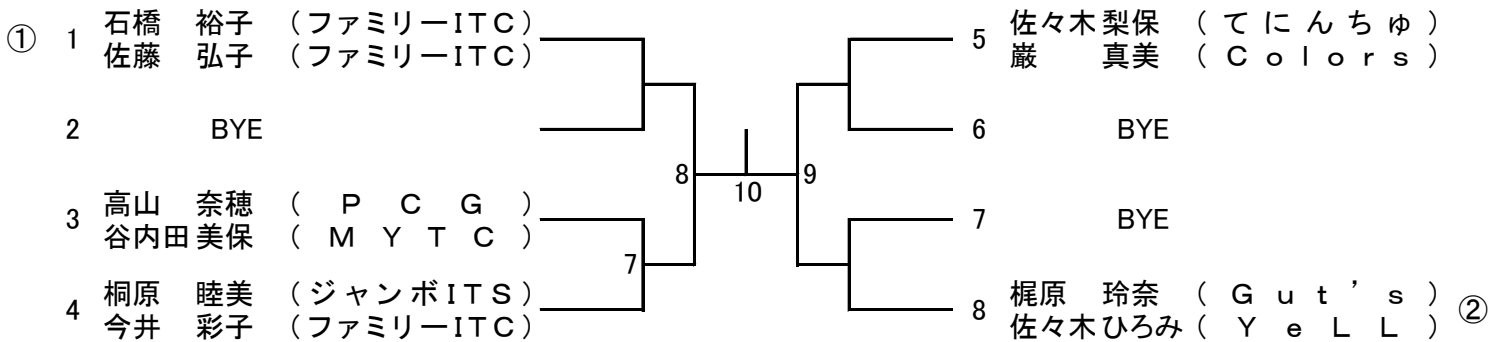 ① 1 石橋 裕子 (ファミリーITC)
佐藤 弘子 (ファミリーITC)
2 BYE
3 高山 奈穂 (PCG)
谷内田美保 (MYTC)
4 桐原 睦美 (ジャンボITS)
今井 彩子 (ファミリーITC)
7
8
10
9
5 佐々木梨保 (てにんちゅ)
巌 真美 (Colors)
6 BYE
7 BYE
8 梶原 玲奈 (Gut's) ②
佐々木ひろみ (YeLL)